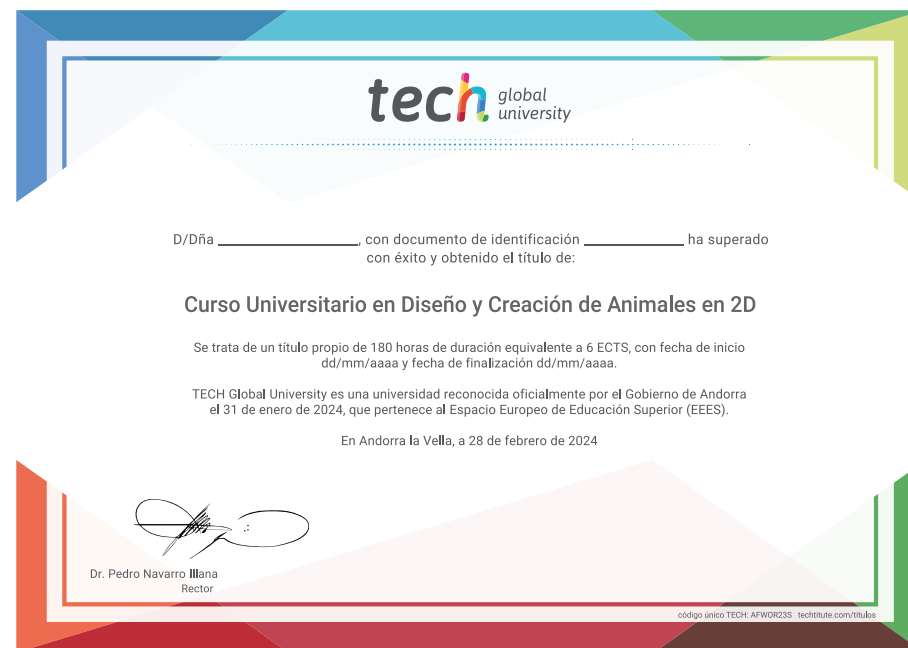 tech global university
D/Dña ______________, con documento de identificación __________ ha superado
con éxito y obtenido el título de:
Curso Universitario en Diseño y Creación de Animales en 2D
Se trata de un título propio de 180 horas de duración equivalente a 6 ECTS, con fecha de inicio
dd/mm/aaaa y fecha de finalización dd/mm/aaaa.
TECH Global University es una universidad reconocida oficialmente por el Gobierno de Andorra
el 31 de enero de 2024, que pertenece al Espacio Europeo de Educación Superior (EEES).
En Andorra la Vella, a 28 de febrero de 2024
Dr. Pedro Navarro Illana
Rector
código único TECH: AFWOR23S techtitute.com/titulos